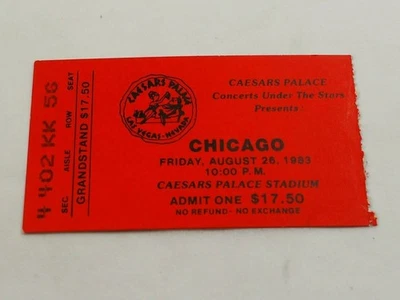 4 402 KK 56
SEC. AISLE ROW SEAT
GRANDSTAND $17.50
CAESARS PALACE
LAS VEGAS-NEVADA
CAESARS PALACE
Concerts Under The Stars
Presents:
CHICAGO
FRIDAY, AUGUST 26, 1983
10:00 P.M.
CAESARS PALACE STADIUM
ADMIT ONE $17.50
NO REFUND - NO EXCHANGE